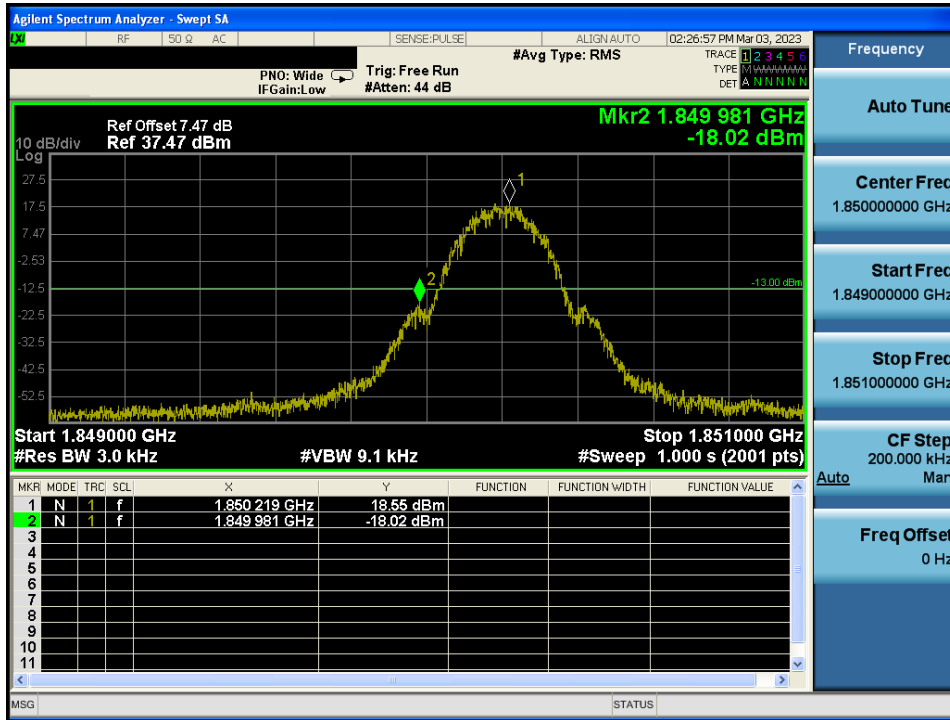 Agilent Spectrum Analyzer - Swept SA
LXI RF 50 Ω AC SENSE:PULSE ALIGN AUTO 02:26:57 PM Mar 03, 2023
#Avg Type: RMS
TRACE 1 2 3 4 5 6
PNO: Wide Trig: Free Run TYPE M W W W W W
IFGain:Low #Atten: 44 dB DET A N N N N N
Mkr2 1.849 981 GHz
-18.02 dBm
Ref Offset 7.47 dB
10 dB/div Ref 37.47 dBm
Log
27.5
1
17.5
7.47
-2.53
2
-12.5
-13.00 dBm
-22.5
-32.5
-42.5
-52.5
Start 1.849000 GHz Stop 1.851000 GHz
#Res BW 3.0 kHz #VBW 9.1 kHz #Sweep 1.000 s (2001 pts)
MKR MODE TRC SCL X Y FUNCTION FUNCTION WIDTH FUNCTION VALUE
1 N 1 f 1.850 219 GHz 18.55 dBm
2 N 1 f 1.849 981 GHz -18.02 dBm
3
4
5
6
7
8
9
10
11
MSG STATUS
Frequency
Auto Tune
Center Freq
1.850000000 GHz
Start Freq
1.849000000 GHz
Stop Freq
1.851000000 GHz
CF Step
200.000 kHz
Auto Man
Freq Offset
0 Hz